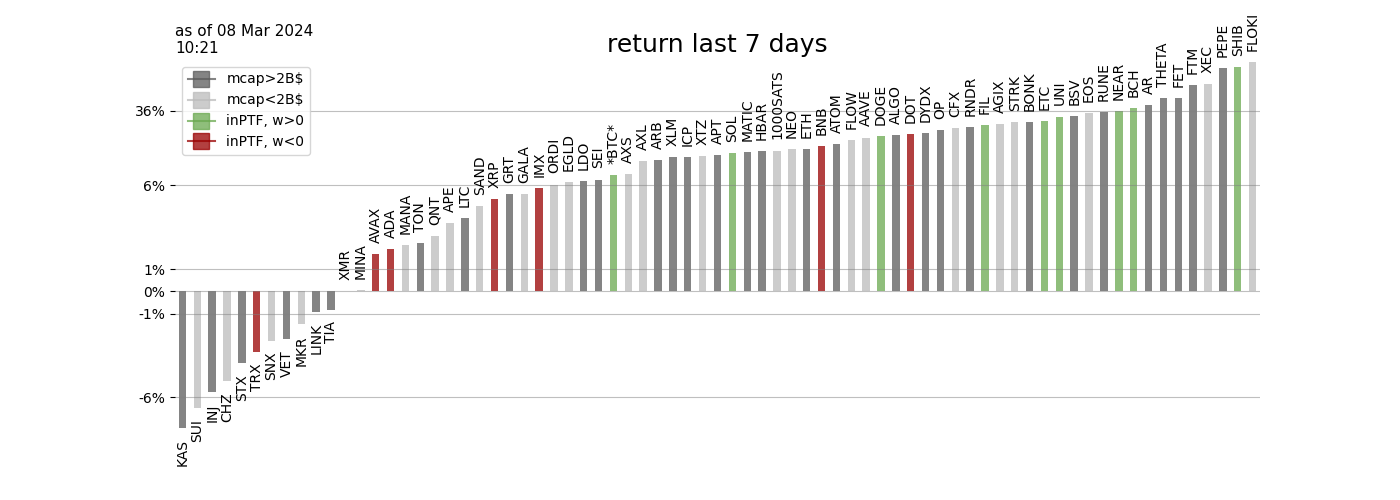 as of 08 Mar 2024
10:21
return last 7 days
mcap>2B$
mcap<2B$
inPTF, w>0
inPTF, w<0
36%
6%
1%
0%
-1%
-6%
KAS
SUI
INJ
CHZ
STX
TRX
SNX
VET
MKR
LINK
TIA
XMR
MINA
AVAX
ADA
MANA
TON
QNT
APE
LTC
SAND
XRP
GRT
GALA
IMX
ORDI
EGLD
LDO
SEI
*BTC*
AXS
AXL
ARB
XLM
ICP
XTZ
APT
SOL
MATIC
HBAR
1000SATS
NEO
ETH
BNB
ATOM
FLOW
AAVE
DOGE
ALGO
DOT
DYDX
OP
CFX
RNDR
FIL
AGIX
STRK
BONK
ETC
UNI
BSV
EOS
RUNE
NEAR
BCH
AR
THETA
FET
FTM
XEC
PEPE
SHIB
FLOKI